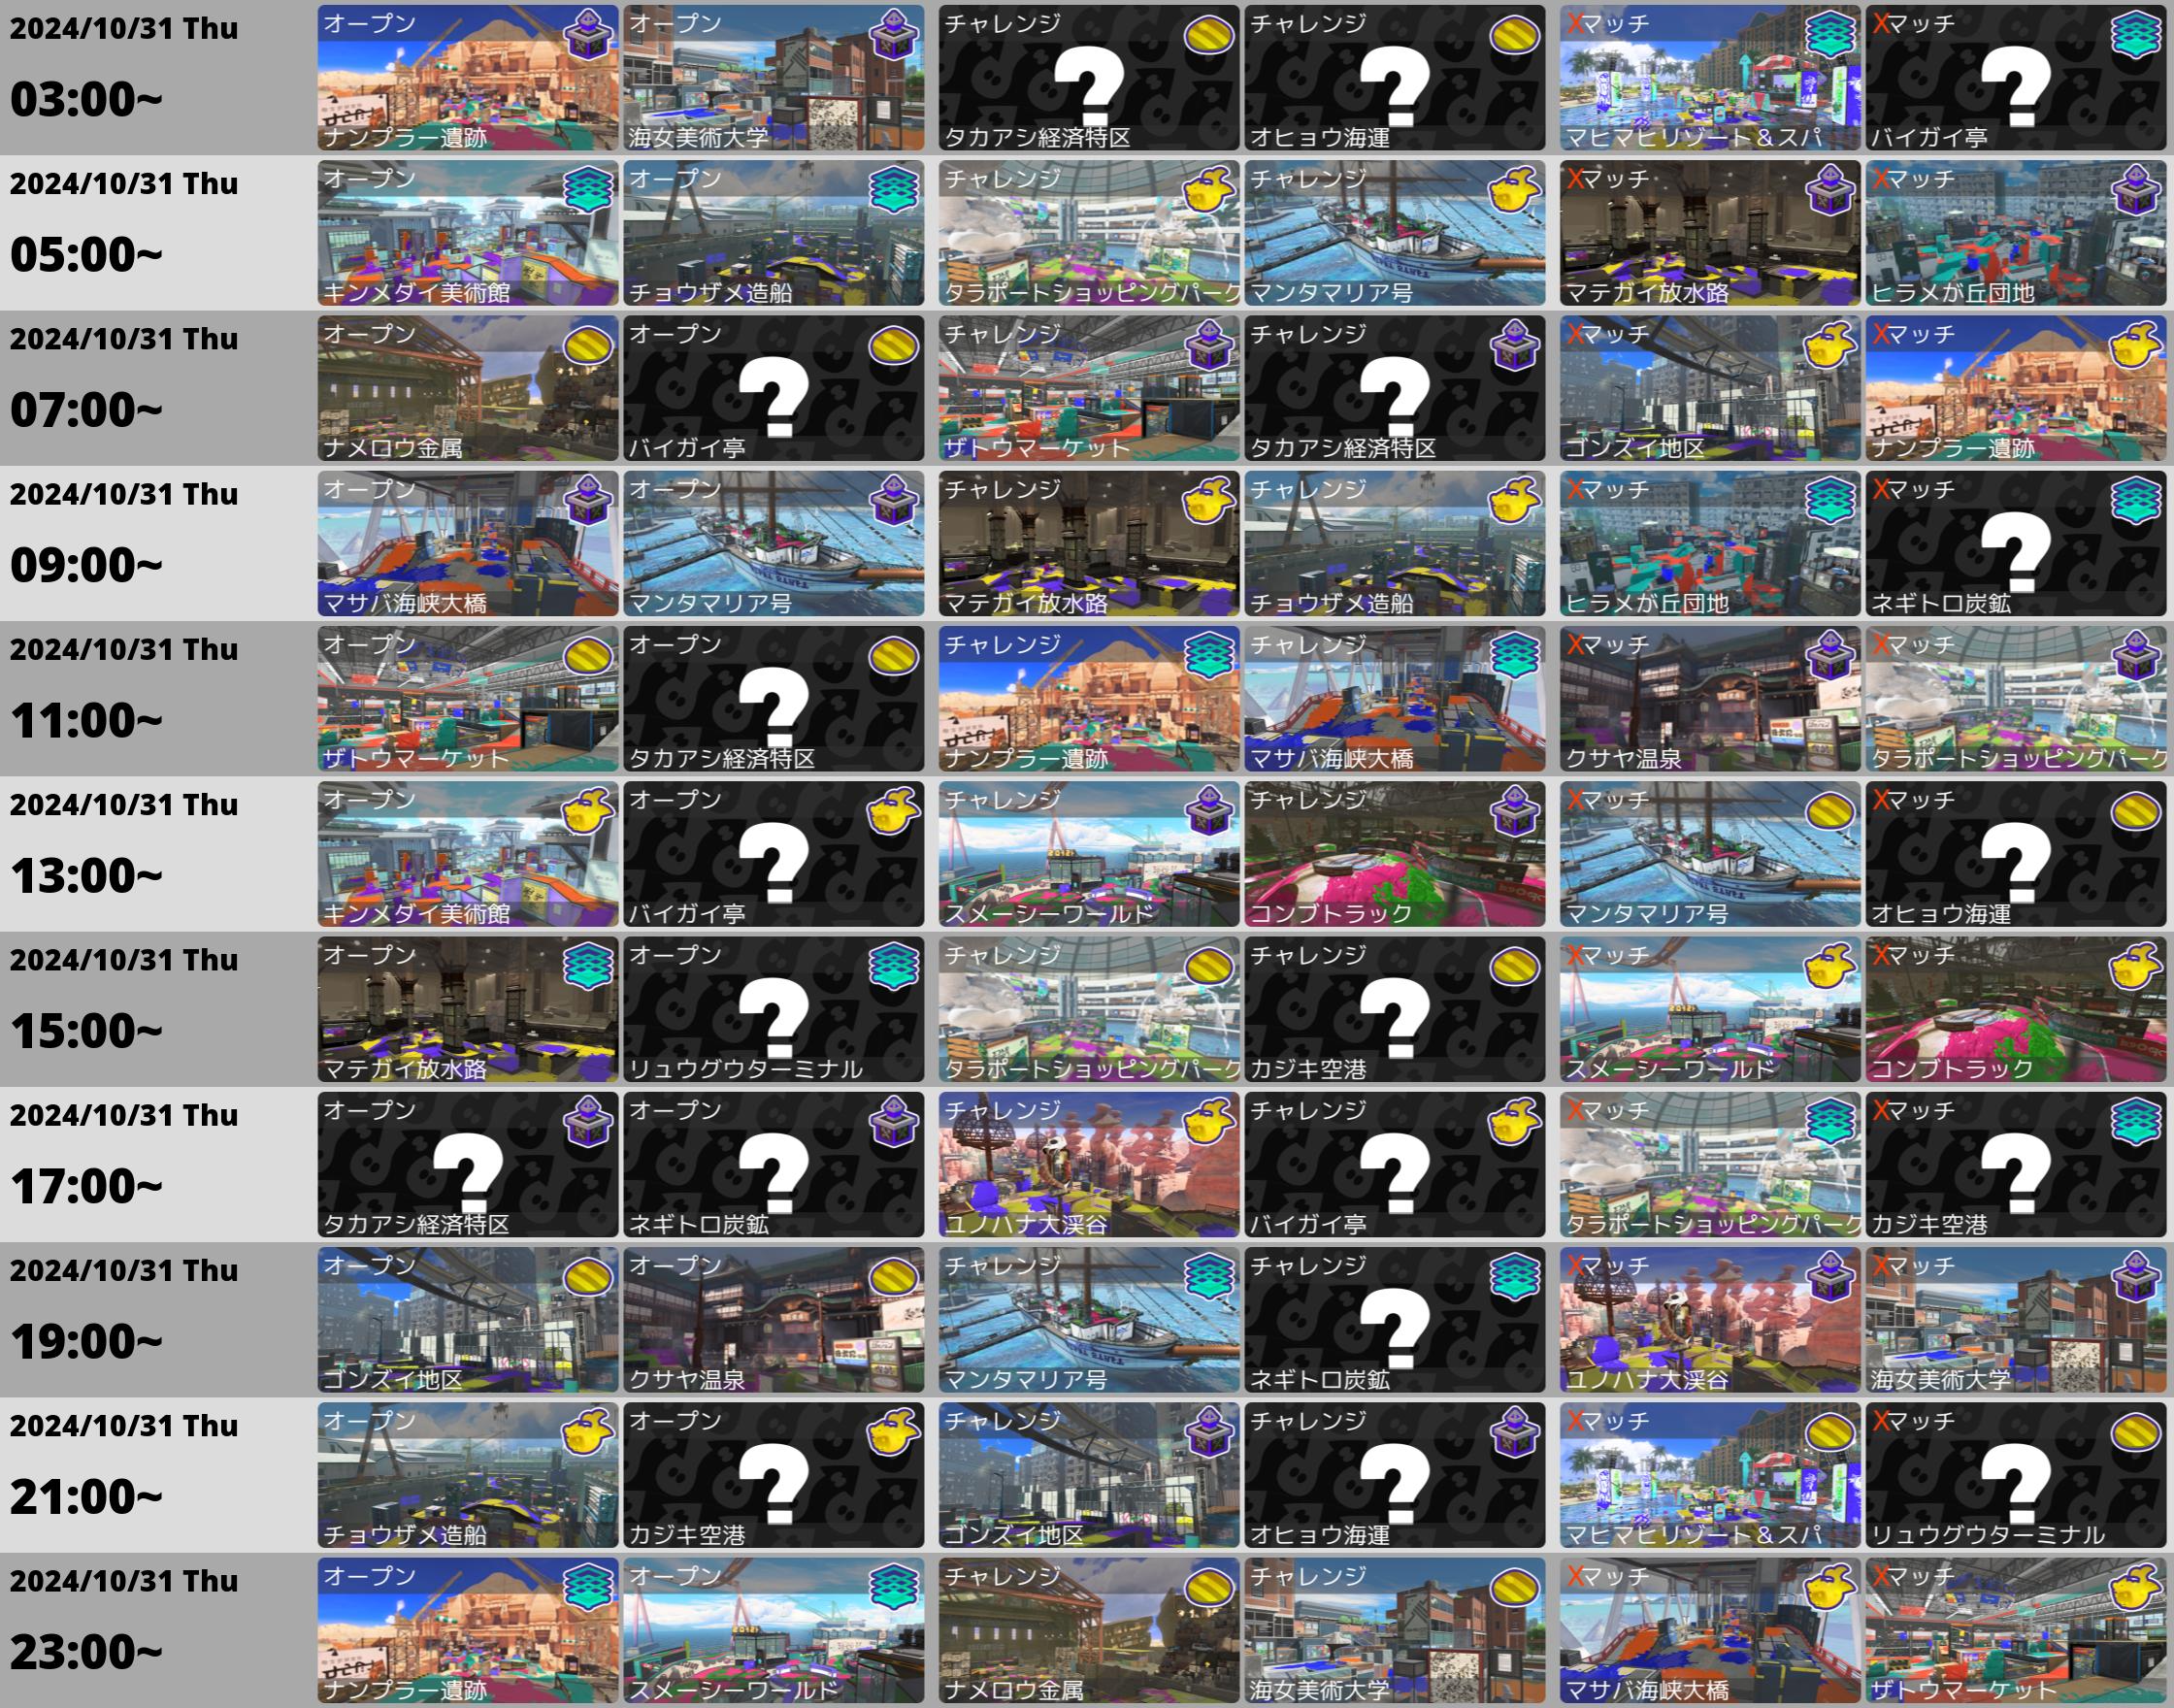 2024/10/31 Thu
03:00~
オープン
ナンプラー遺跡
オープン
海女美術大学
チャレンジ
タカアシ経済特区
チャレンジ
オヒョウ海運
Xマッチ
マヒマヒリゾート＆スパ
Xマッチ
バイガイ亭
2024/10/31 Thu
05:00~
オープン
キンメダイ美術館
オープン
チョウザメ造船
チャレンジ
タラポートショッピングパーク
チャレンジ
マンタマリア号
Xマッチ
マテガイ放水路
Xマッチ
ヒラメが丘団地
2024/10/31 Thu
07:00~
オープン
ナメロウ金属
オープン
バイガイ亭
チャレンジ
ザトウマーケット
チャレンジ
タカアシ経済特区
Xマッチ
ゴンズイ地区
Xマッチ
ナンプラー遺跡
2024/10/31 Thu
09:00~
オープン
マサバ海峡大橋
オープン
マンタマリア号
チャレンジ
マテガイ放水路
チャレンジ
チョウザメ造船
Xマッチ
ヒラメが丘団地
Xマッチ
ネギトロ炭鉱
2024/10/31 Thu
11:00~
オープン
ザトウマーケット
オープン
タカアシ経済特区
チャレンジ
ナンプラー遺跡
チャレンジ
マサバ海峡大橋
Xマッチ
クサヤ温泉
Xマッチ
タラポートショッピングパーク
2024/10/31 Thu
13:00~
オープン
キンメダイ美術館
オープン
バイガイ亭
チャレンジ
スメーシーワールド
チャレンジ
コンブトラック
Xマッチ
マンタマリア号
Xマッチ
オヒョウ海運
2024/10/31 Thu
15:00~
オープン
マテガイ放水路
オープン
リュウグウターミナル
チャレンジ
タラポートショッピングパーク
チャレンジ
カジキ空港
Xマッチ
スメーシーワールド
Xマッチ
コンブトラック
2024/10/31 Thu
17:00~
オープン
タカアシ経済特区
オープン
ネギトロ炭鉱
チャレンジ
ユノハナ大渓谷
チャレンジ
バイガイ亭
Xマッチ
タラポートショッピングパーク
Xマッチ
カジキ空港
2024/10/31 Thu
19:00~
オープン
ゴンズイ地区
オープン
クサヤ温泉
チャレンジ
マンタマリア号
チャレンジ
ネギトロ炭鉱
Xマッチ
ユノハナ大渓谷
Xマッチ
海女美術大学
2024/10/31 Thu
21:00~
オープン
チョウザメ造船
オープン
カジキ空港
チャレンジ
ゴンズイ地区
チャレンジ
オヒョウ海運
Xマッチ
マヒマヒリゾート＆スパ
Xマッチ
リュウグウターミナル
2024/10/31 Thu
23:00~
オープン
ナンプラー遺跡
オープン
スメーシーワールド
チャレンジ
ナメロウ金属
チャレンジ
海女美術大学
Xマッチ
マサバ海峡大橋
Xマッチ
ザトウマーケット